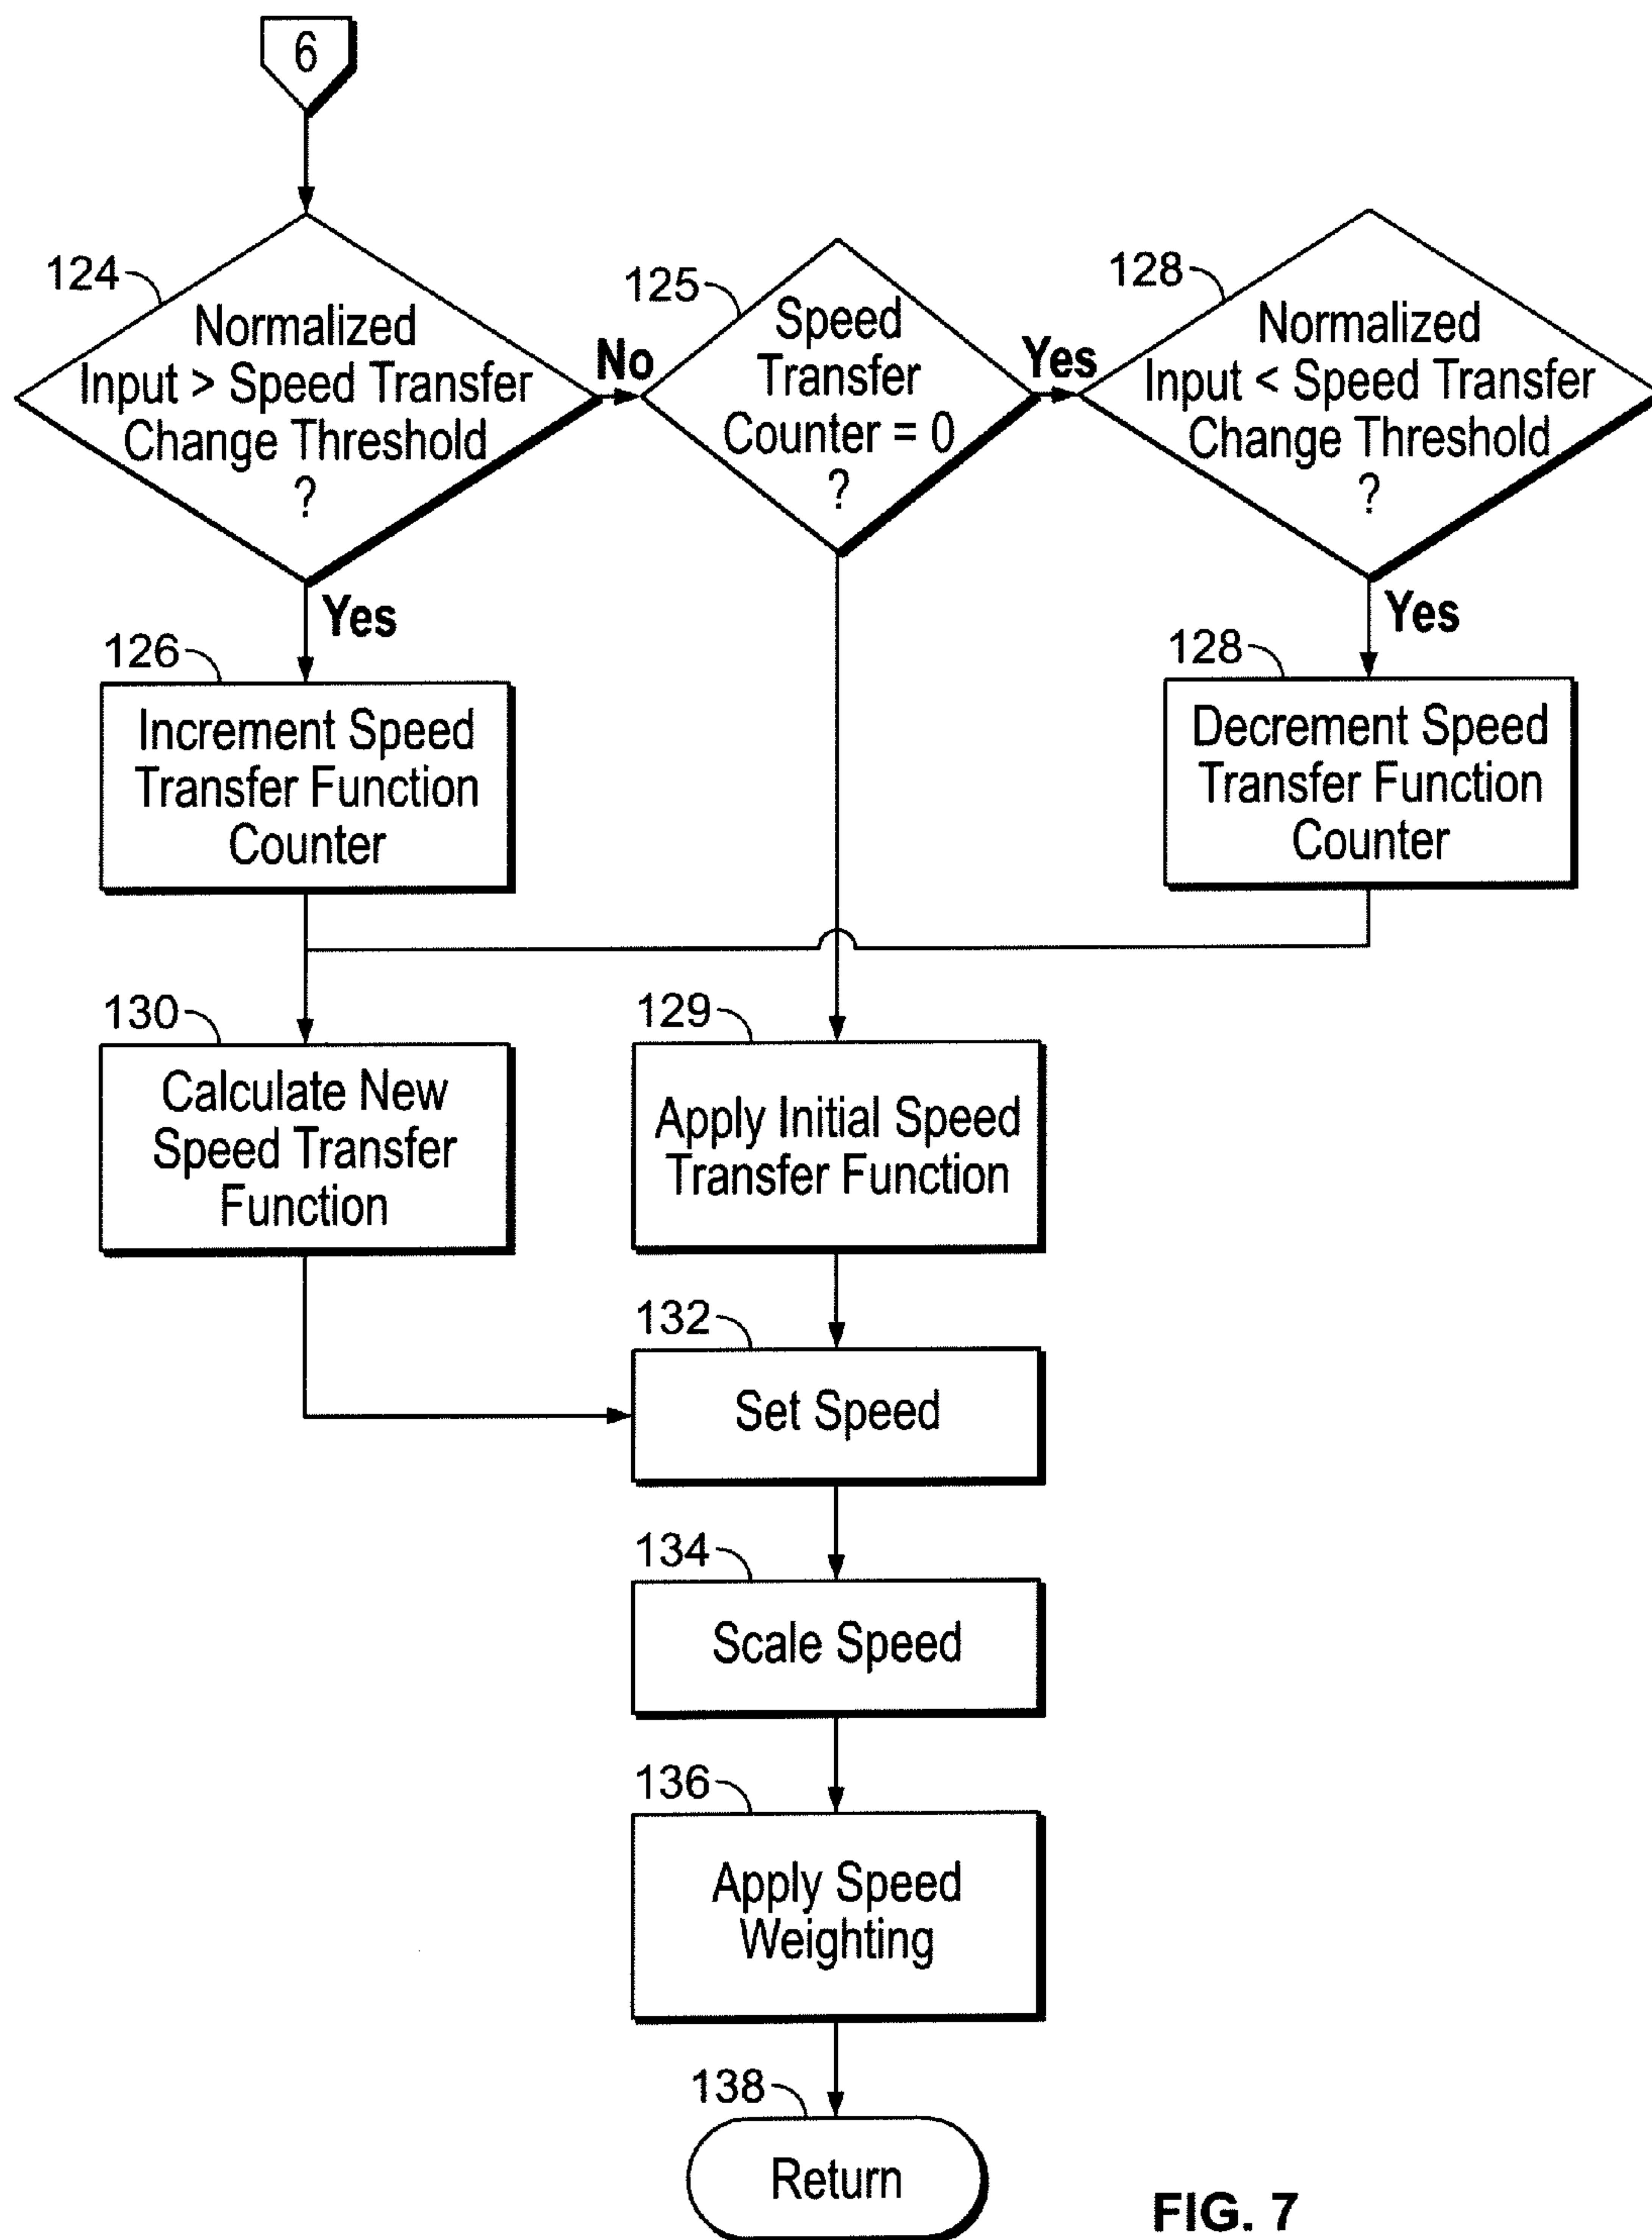 6
124
Normalized
Input > Speed Transfer
Change Threshold
?
No
125
Speed
Transfer
Counter = 0
?
Yes
128
Normalized
Input < Speed Transfer
Change Threshold
?
Yes
126
Increment Speed
Transfer Function
Counter
Yes
128
Decrement Speed
Transfer Function
Counter
130
Calculate New
Speed Transfer
Function
129
Apply Initial Speed
Transfer Function
132
Set Speed
134
Scale Speed
136
Apply Speed
Weighting
138
Return
FIG. 7